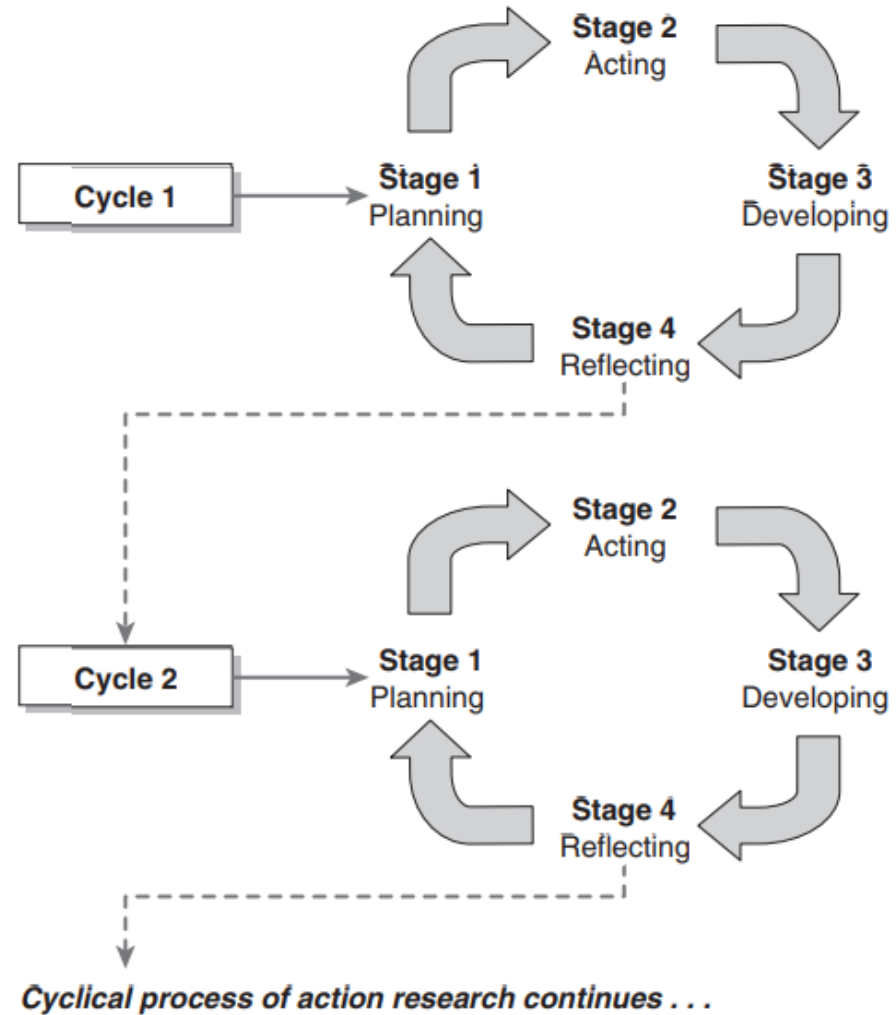 Stage 2
Acting
Cycle 1
Stage 1
Planning
Stage 3
Developing
Stage 4
Reflecting
Stage 2
Acting
Cycle 2
Stage 1
Planning
Stage 3
Developing
Stage 4
Reflecting
Cyclical process of action research continues . . .